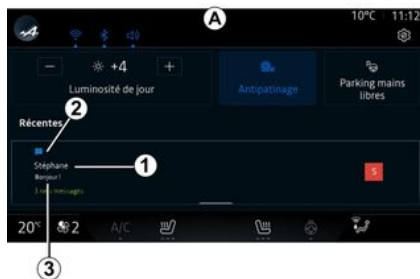 A
10°C 11:12
+4
Luminosité de jour
Antipatinage
Parking mains
libres
Récentes
2
Stéphane
1
Bonjour !
S
messages
20° 2 A/C
3